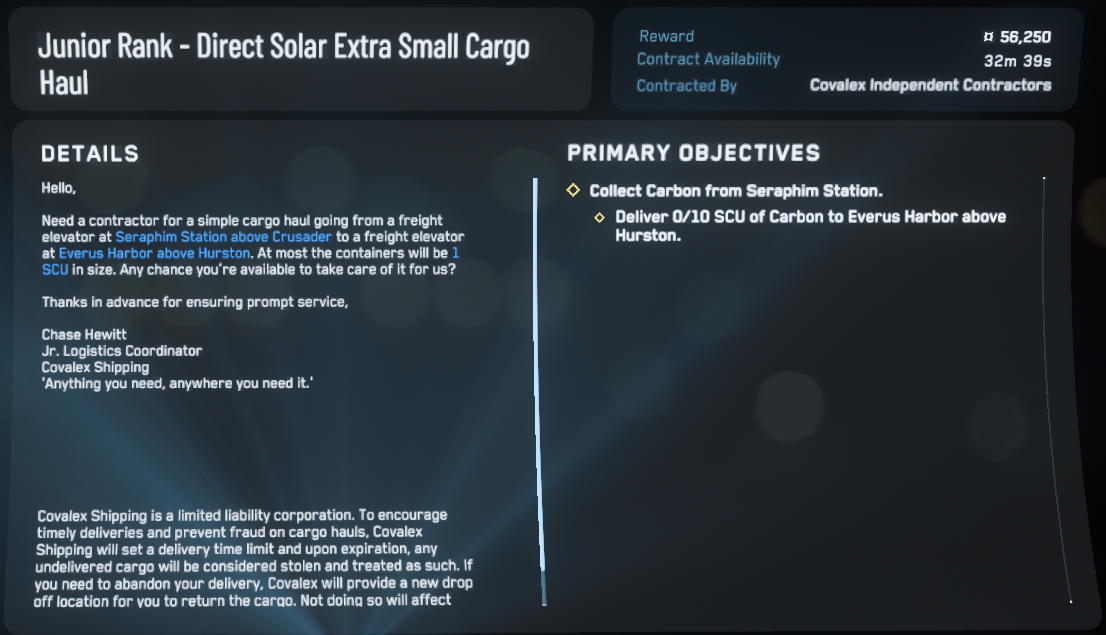 Junior Rank - Direct Solar Extra Small Cargo
Haul
Reward ¤ 56,250
Contract Availability 32m 39s
Contracted By Covalex Independent Contractors
DETAILS
Hello,
Need a contractor for a simple cargo haul going from a freight
elevator at Seraphim Station above Crusader to a freight elevator
at Everus Harbor above Hurston. At most the containers will be 1
SCU in size. Any chance you're available to take care of it for us?
Thanks in advance for ensuring prompt service,
Chase Hewitt
Jr. Logistics Coordinator
Covalex Shipping
'Anything you need, anywhere you need it.'
Covalex Shipping is a limited liability corporation. To encourage
timely deliveries and prevent fraud on cargo hauls, Covalex
Shipping will set a delivery time limit and upon expiration, any
undelivered cargo will be considered stolen and treated as such. If
you need to abandon your delivery, Covalex will provide a new drop
off location for you to return the cargo. Not doing so will affect
PRIMARY OBJECTIVES
Collect Carbon from Seraphim Station.
Deliver 0/10 SCU of Carbon to Everus Harbor above
Hurston.